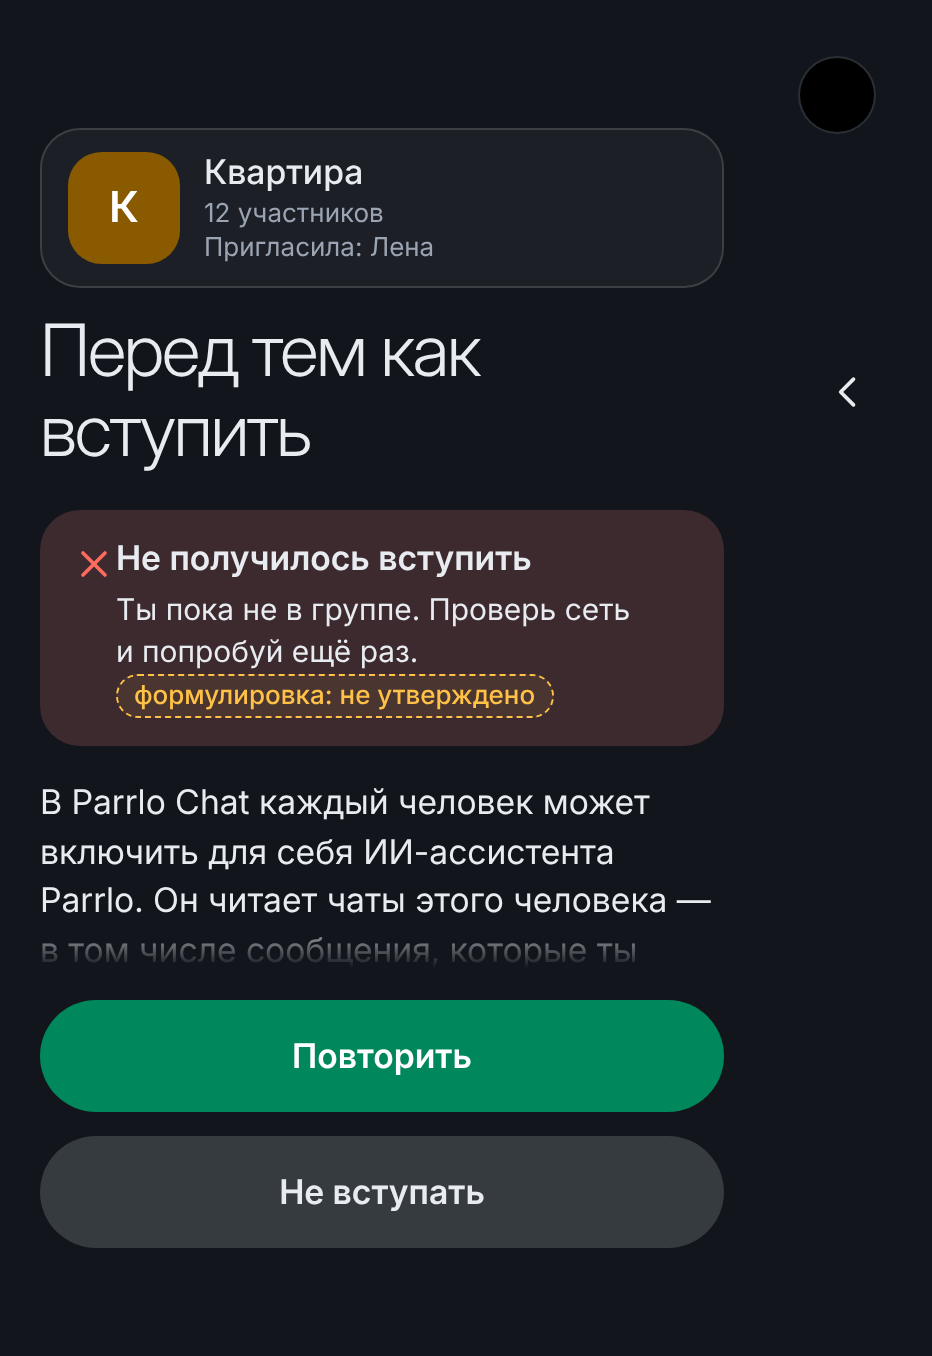 К
Квартира
12 участников
Пригласила: Лена
Перед тем как
вступить
Не получилось вступить
Ты пока не в группе. Проверь сеть
и попробуй ещё раз.
формулировка: не утверждено
В Parrlo Chat каждый человек может
включить для себя ИИ-ассистента
Parrlo. Он читает чаты этого человека —
в том числе сообщения, которые ты
Повторить
Не вступать